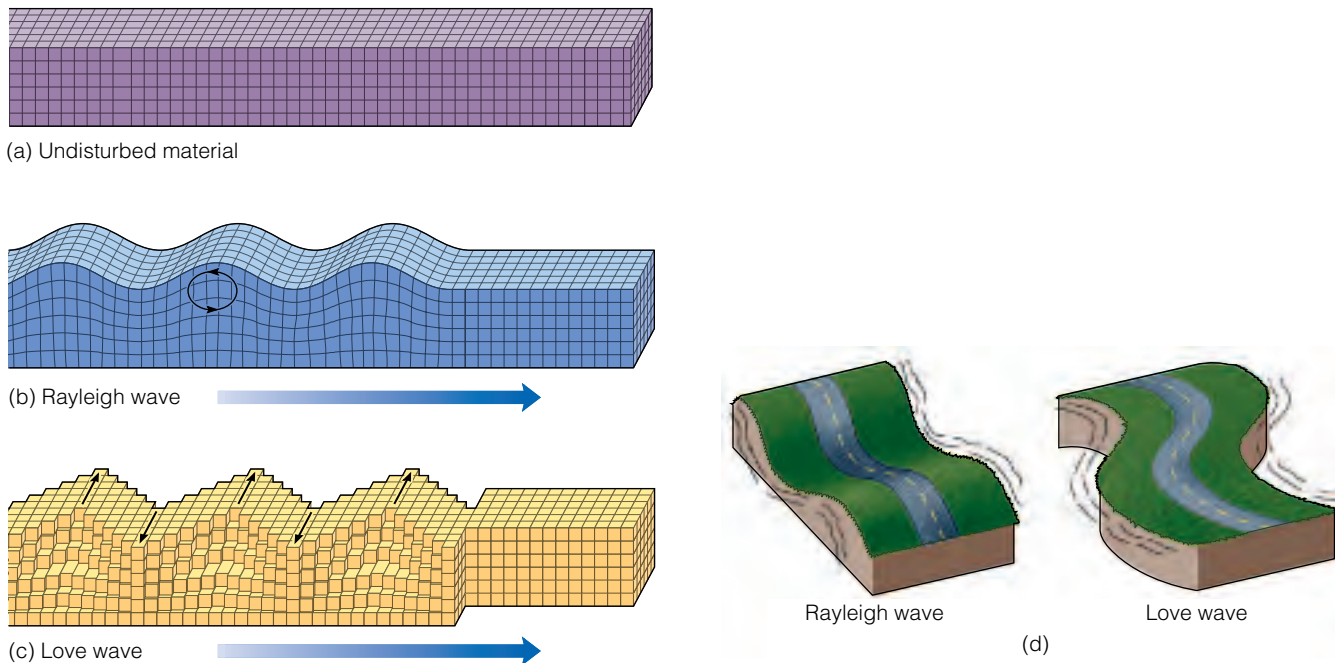 (a) Undisturbed material
(b) Rayleigh wave
(c) Love wave
Rayleigh wave
Love wave
(d)